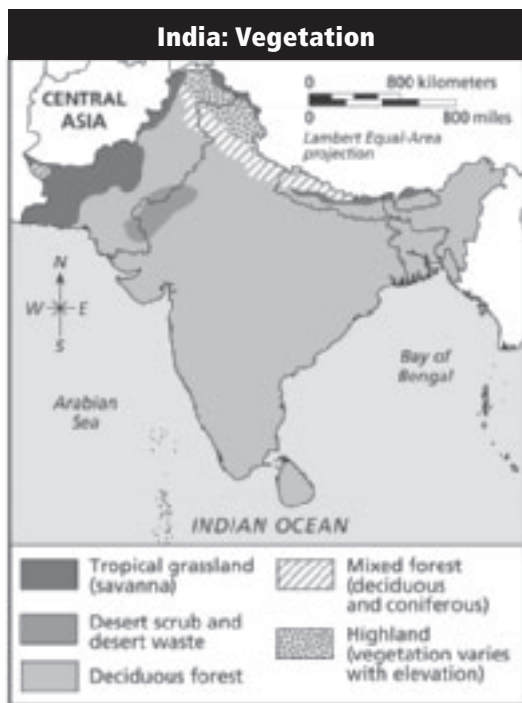 India: Vegetation
CENTRAL
ASIA
0 800 kilometers
0 800 miles
Lambert Equal-Area
projection
N
W E
S
Arabian
Sea
Bay of
Bengal
INDIAN OCEAN
Tropical grassland
(savanna)
Desert scrub and
desert waste
Deciduous forest
Mixed forest
(deciduous
and coniferous)
Highland
(vegetation varies
with elevation)